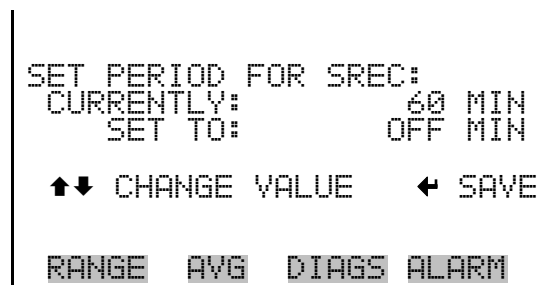 SET PERIOD FOR SREC:
CURRENTLY: 60 MIN
SET TO: OFF MIN
⬆⬇ CHANGE VALUE ↵ SAVE
RANGE AVG DIAGS ALARM